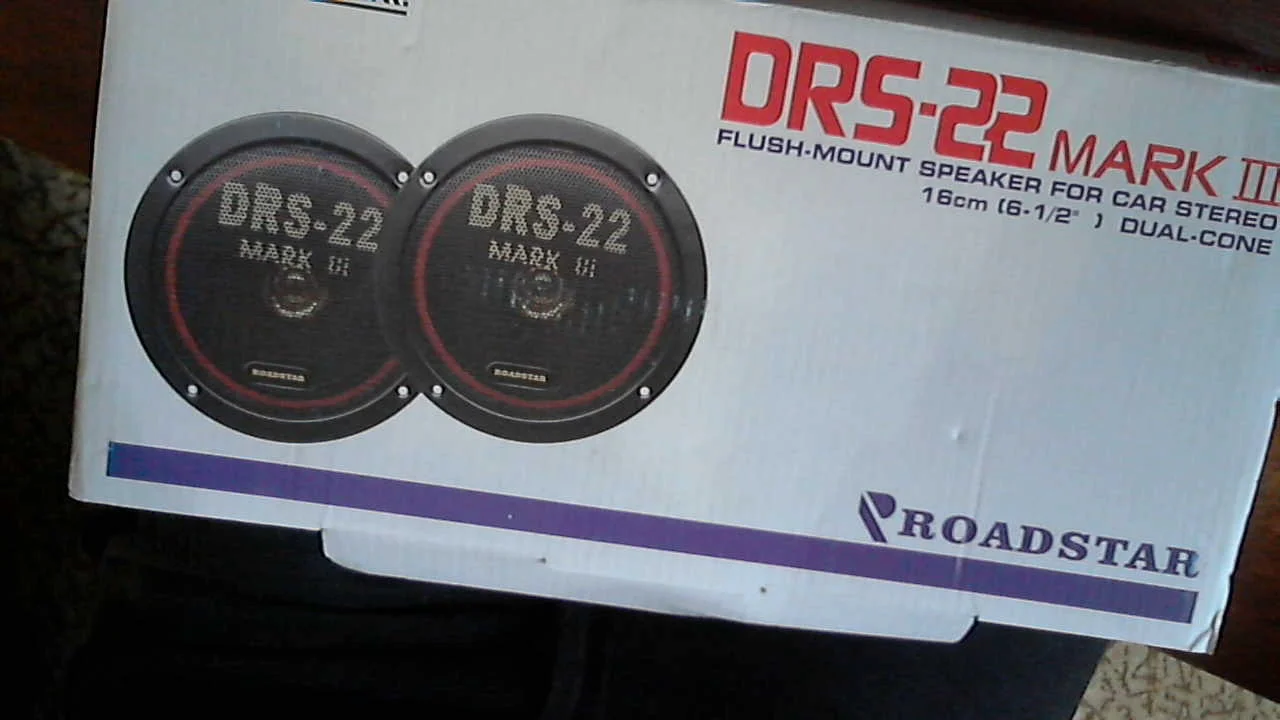 DRS-22 MARK III
FLUSH-MOUNT SPEAKER FOR CAR STEREO
16cm (6-1/2" ) DUAL-CONE
DRS-22
MARK III
ROADSTAR
DRS-22
MARK III
ROADSTAR
ROADSTAR